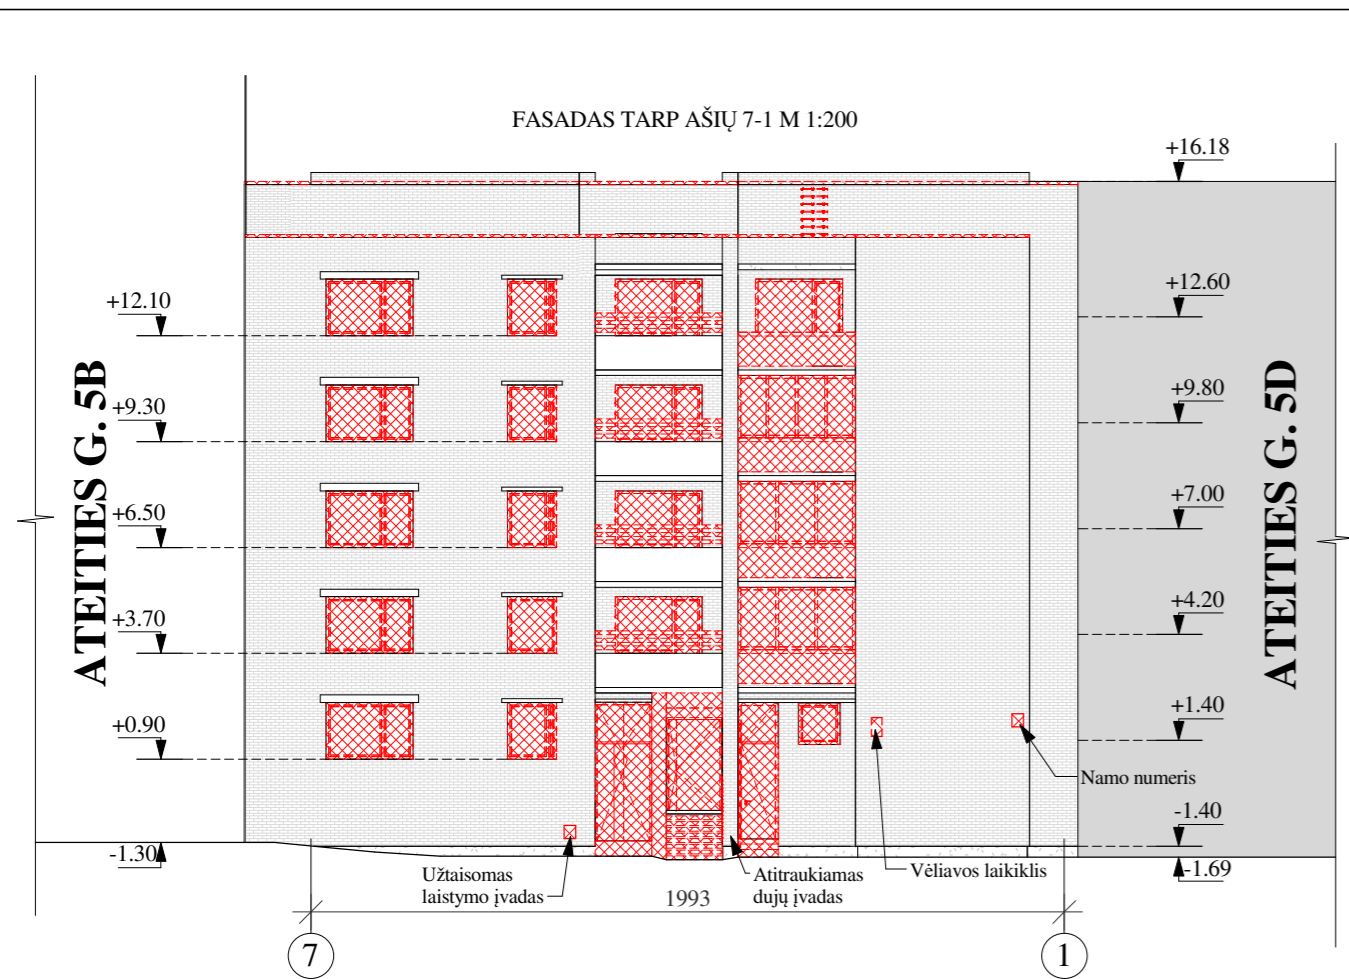 FASADAS TARP AŠIŲ 7-1 M 1:200
+16.18
+12.10
+12.60
+9.30
+9.80
+6.50
+7.00
+3.70
+4.20
+0.90
+1.40
-1.30
-1.40
-1.69
ATEITIES G. 5B
ATEITIES G. 5D
Namo numeris
Vėliavos laikiklis
Užtaisomas
laistymo įvadas
Atitraukiamas
dujų įvadas
1993
7
1